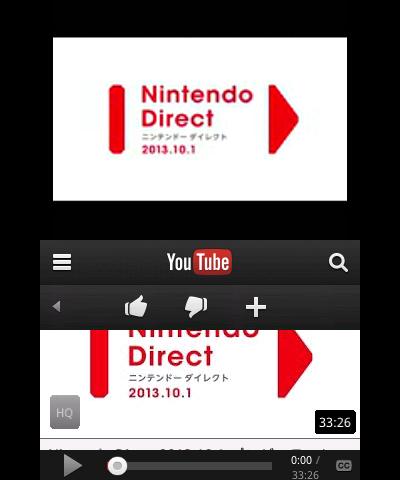 Nintendo
Direct
ニンテンドー ダイレクト
2013.10.1
YouTube
Nintendo
Direct
ニンテンドー ダイレクト
2013.10.1
HQ
33:26
0:00 /
33:26
CC